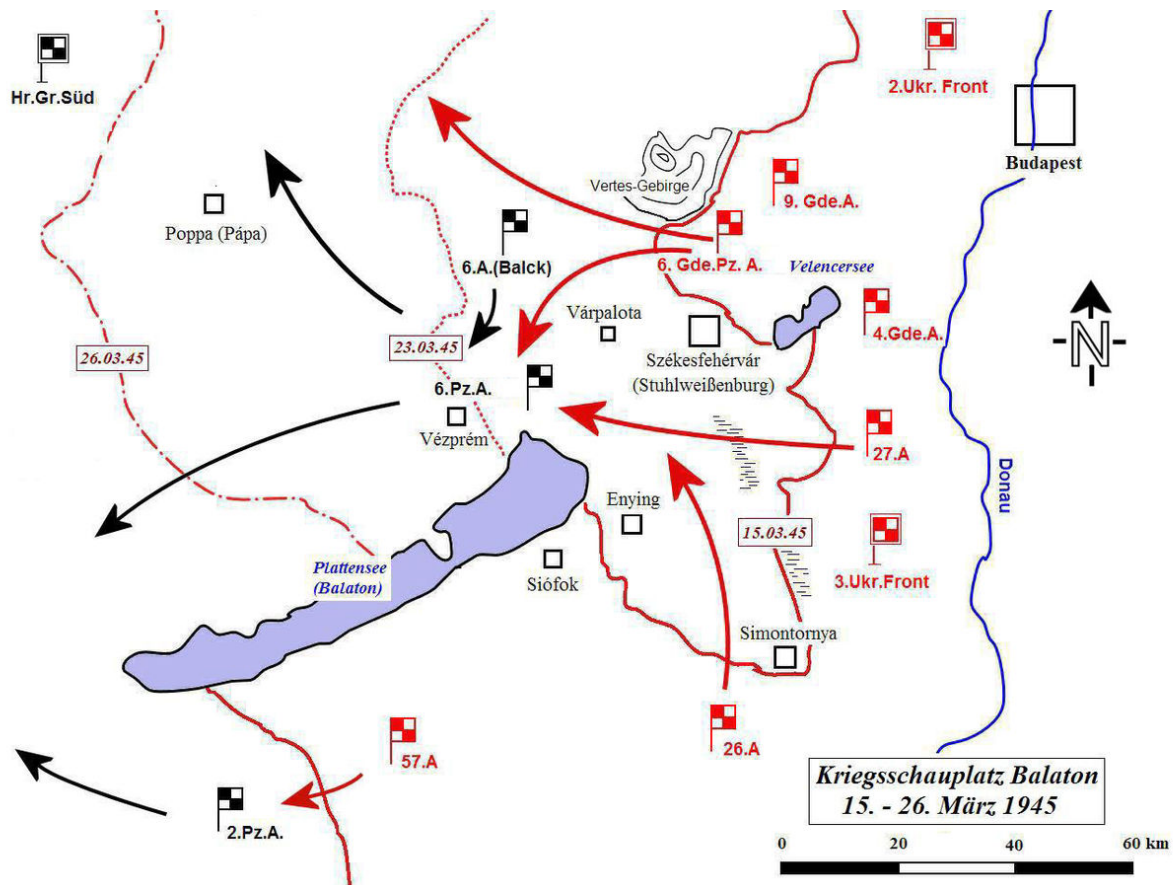 2.Ukr. Front
Hr.Gr.Süd
Budapest
Vertes-Gebirge
9. Gde.A.
Poppa (Pápa)
6.A.(Balck)
6. Gde.Pz. A.
Velencersee
Várpalota
4.Gde.A.
N
26.03.45
23.03.45
Székesfehérvár
(Stuhlweißenburg)
6.Pz.A.
Vézprém
27.A
Donau
Enying
15.03.45
Plattensee
(Balaton)
Siófok
3.Ukr.Front
Simontornya
26.A
57.A
2.Pz.A.
Kriegsschauplatz Balaton
15. - 26. März 1945
0 20 40 60 km